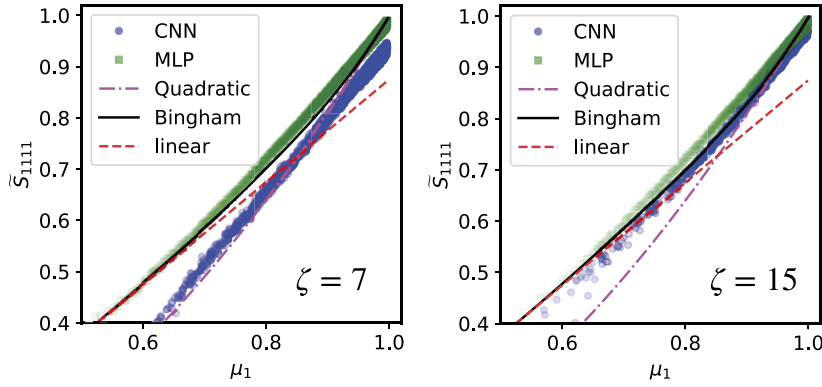 1.0
0.9
0.8
0.7
0.6
0.5
0.4
S̃₁₁₁₁
CNN
MLP
Quadratic
Bingham
linear
ζ = 7
0.6 0.8 1.0
μ₁
1.0
0.9
0.8
0.7
0.6
0.5
0.4
S̃₁₁₁₁
CNN
MLP
Quadratic
Bingham
linear
ζ = 15
0.6 0.8 1.0
μ₁